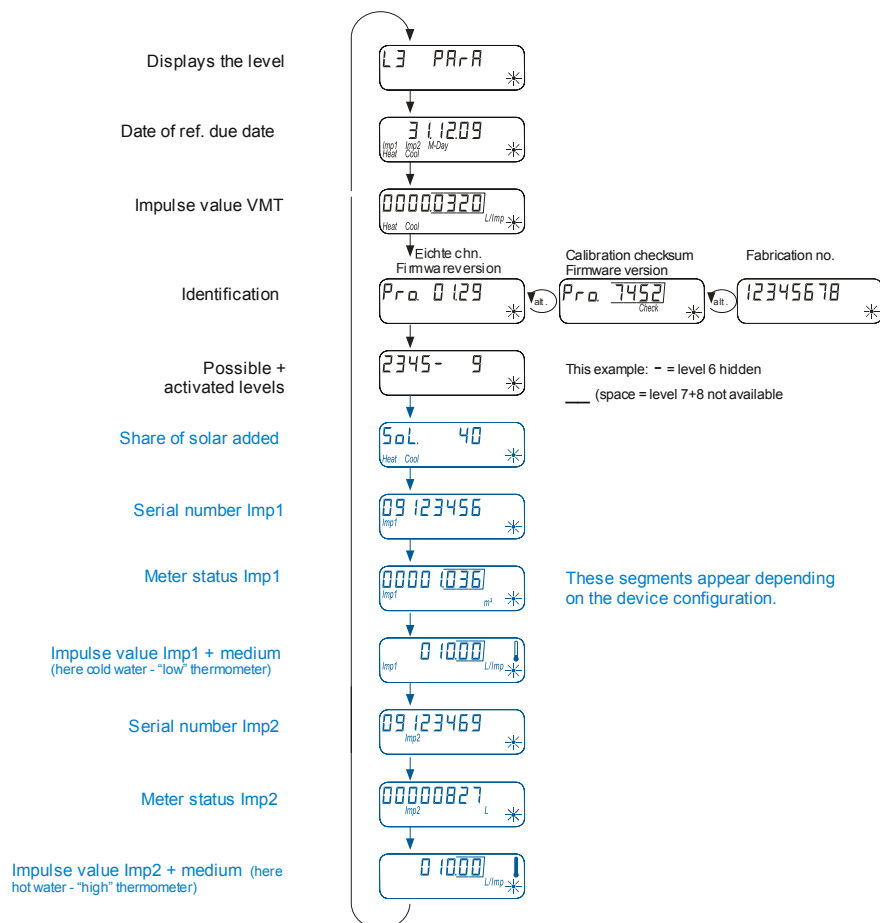 Displays the level
L3 PArA
Date of ref. due date
31.12.09
Imp1 Imp2 M-Day
Heat Cool
Impulse value VMT
0000.0320
L/Imp
Heat Cool
Eichte chn.
Firmwareversion
Calibration checksum
Firmware version
Fabrication no.
Identification
Pro. 01.29
alt.
Pro. 7452
Check
alt.
12345678
Possible +
activated levels
2345- 9
This example: - = level 6 hidden
___ (space = level 7+8 not available
Share of solar added
SoL. 40
Heat Cool
Serial number Imp1
09123456
Imp1
Meter status Imp1
00001.036
Imp1
m³
These segments appear depending
on the device configuration.
Impulse value Imp1 + medium
(here cold water - “low” thermometer)
010.00
Imp1
L/Imp
Serial number Imp2
09123469
Imp2
Meter status Imp2
00000827
Imp2
L
Impulse value Imp2 + medium (here
hot water - “high” thermometer)
010.00
L/Imp